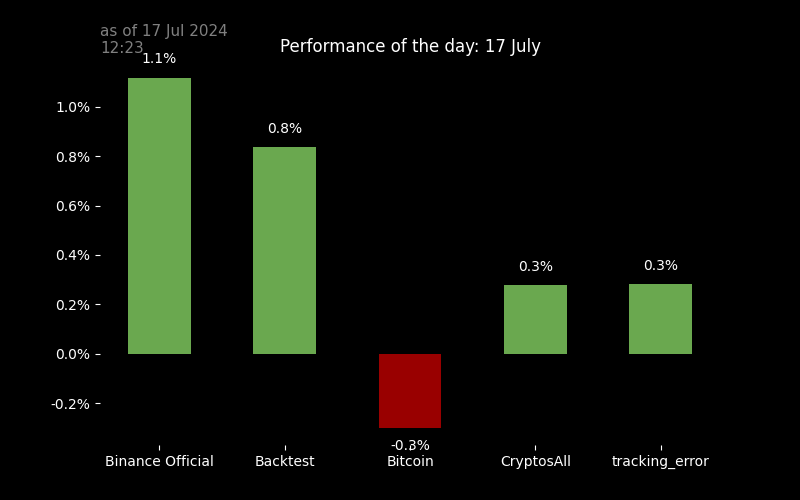 as of 17 Jul 2024
12:23
Performance of the day: 17 July
1.1%
0.8%
-0.3%
0.3%
0.3%
1.0%
0.8%
0.6%
0.4%
0.2%
0.0%
-0.2%
Binance Official
Backtest
Bitcoin
CryptosAll
tracking_error